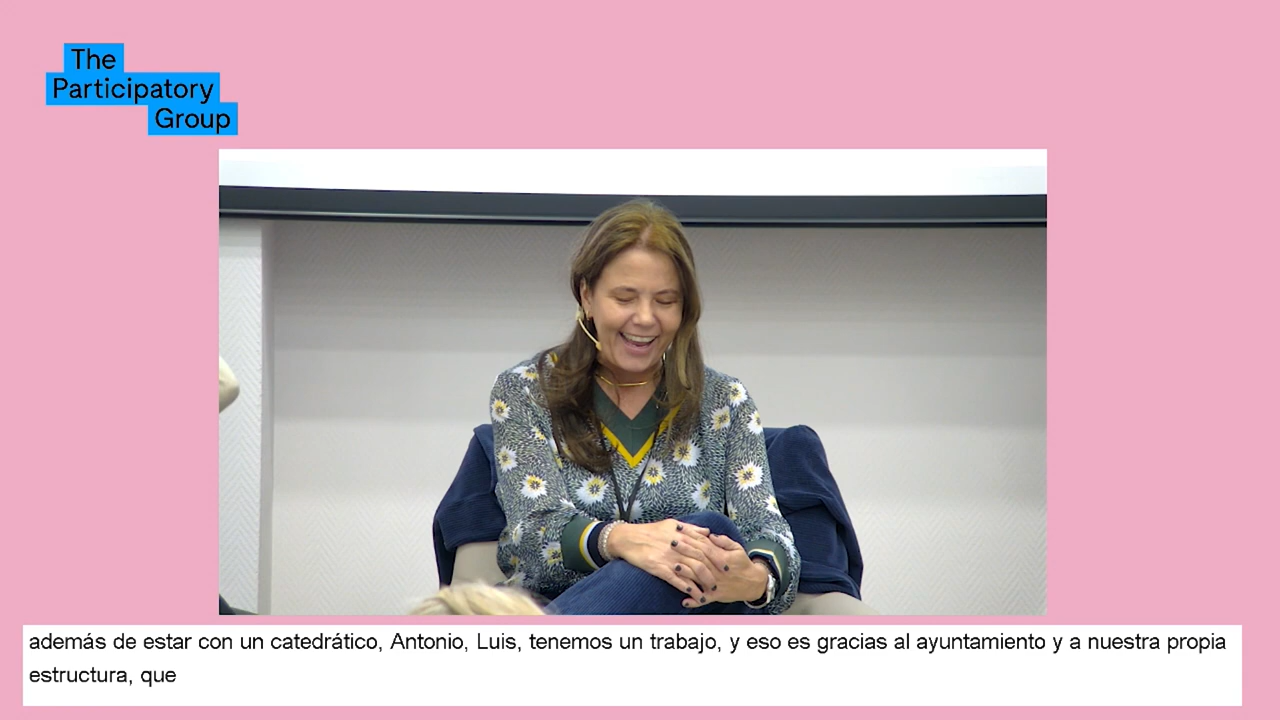 The
Participatory
Group
además de estar con un catedrático, Antonio, Luis, tenemos un trabajo, y eso es gracias al ayuntamiento y a nuestra propia
estructura, que